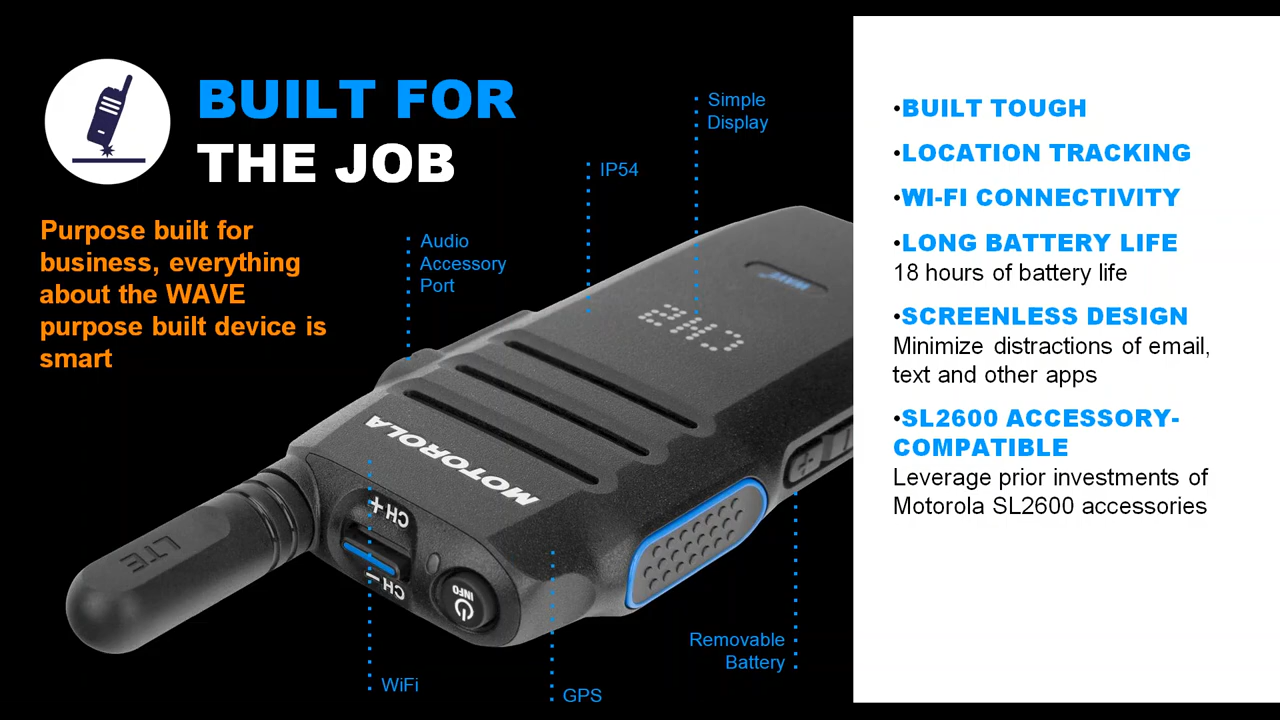 BUILT FOR
THE JOB
Purpose built for
business, everything
about the WAVE
purpose built device is
smart
Simple
Display
IP54
Audio
Accessory
Port
WAVE
CH2
MOTOROLA
CH +
CH –
INFO
LTE
WiFi
GPS
Removable
Battery
•BUILT TOUGH
•LOCATION TRACKING
•WI-FI CONNECTIVITY
•LONG BATTERY LIFE
18 hours of battery life
•SCREENLESS DESIGN
Minimize distractions of email,
text and other apps
•SL2600 ACCESSORY-
COMPATIBLE
Leverage prior investments of
Motorola SL2600 accessories